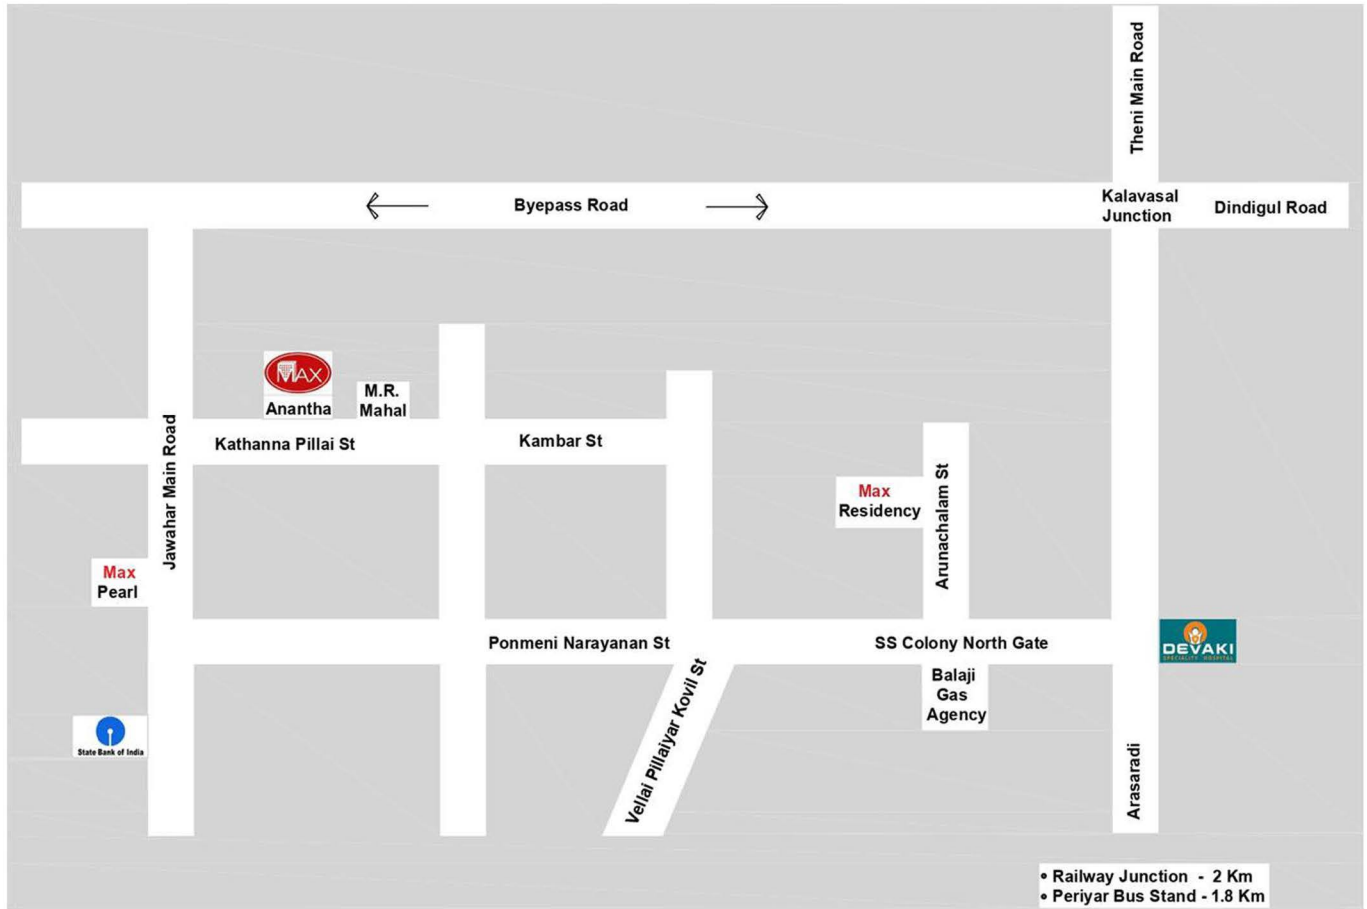 Theni Main Road
Byepass Road
Kalavasal
Junction
Dindigul Road
MAX
Anantha
M.R.
Mahal
Kathanna Pillai St
Kambar St
Jawahar Main Road
Max
Residency
Arunachalam St
Max
Pearl
Ponmeni Narayanan St
SS Colony North Gate
DEVAKI
SPECIALITY HOSPITAL
Balaji
Gas
Agency
Vellai Pillaiyar Kovil St
State Bank of India
Arasaradi
Railway Junction - 2 Km
Periyar Bus Stand - 1.8 Km